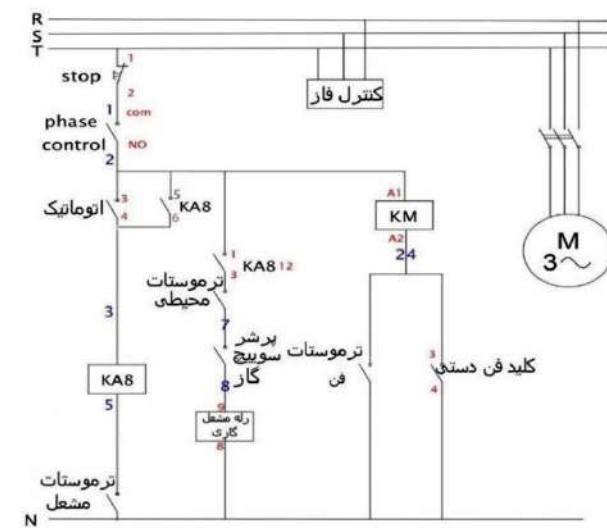 R
S
T
stop
1
2
1
com
phase
control
NO
2
کنترل فاز
اتوماتیک
3
4
5
6
KA8
A1
KM
A2
24
M
3~
1
3
KA8 12
ترموستات
محیطی
7
3
پرشر
سوییچ
گاز
8
ترموستات
فن
3
4
کلید فن دستی
KA8
5
9
رله مشعل
گازی
8
ترموستات
مشعل
N